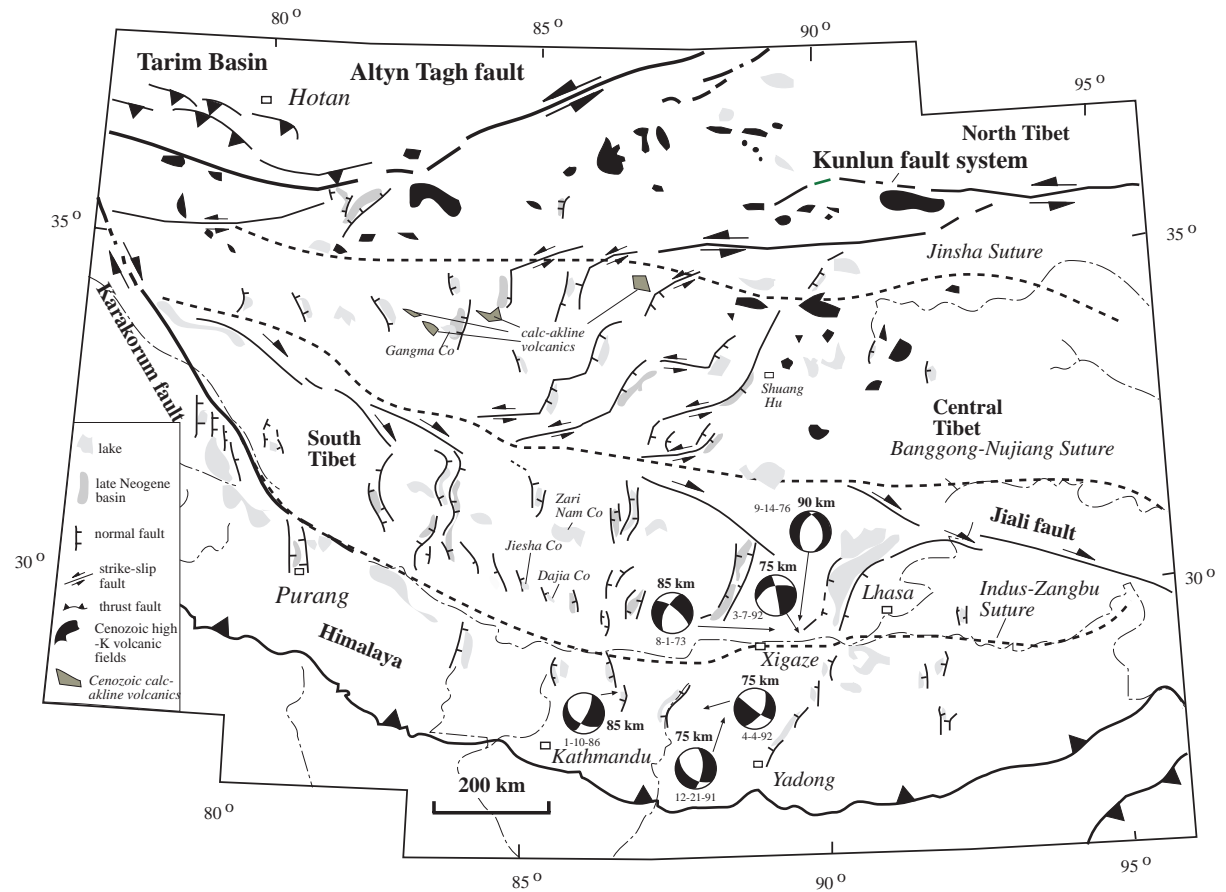 80 o
85 o
90 o
95 o
Tarim Basin
Altyn Tagh fault
Hotan
North Tibet
Kunlun fault system
35 o
35 o
Jinsha Suture
Karakorum fault
Gangma Co
calc-akline
volcanics
Shuang
Hu
Central
Tibet
Banggong-Nujiang Suture
South
Tibet
lake
late Neogene
basin
normal fault
strike-slip
fault
thrust fault
Cenozoic high
-K volcanic
fields
Cenozoic calc-
akline volcanics
Zari
Nam Co
9-14-76
90 km
Jiali fault
30 o
30 o
Jiesha Co
Dajia Co
75 km
85 km
3-7-92
8-1-73
Lhasa
Indus-Zangbu
Suture
Purang
Himalaya
Xigaze
75 km
85 km
4-4-92
1-10-86
75 km
Kathmandu
Yadong
12-21-91
200 km
80 o
85 o
90 o
95 o